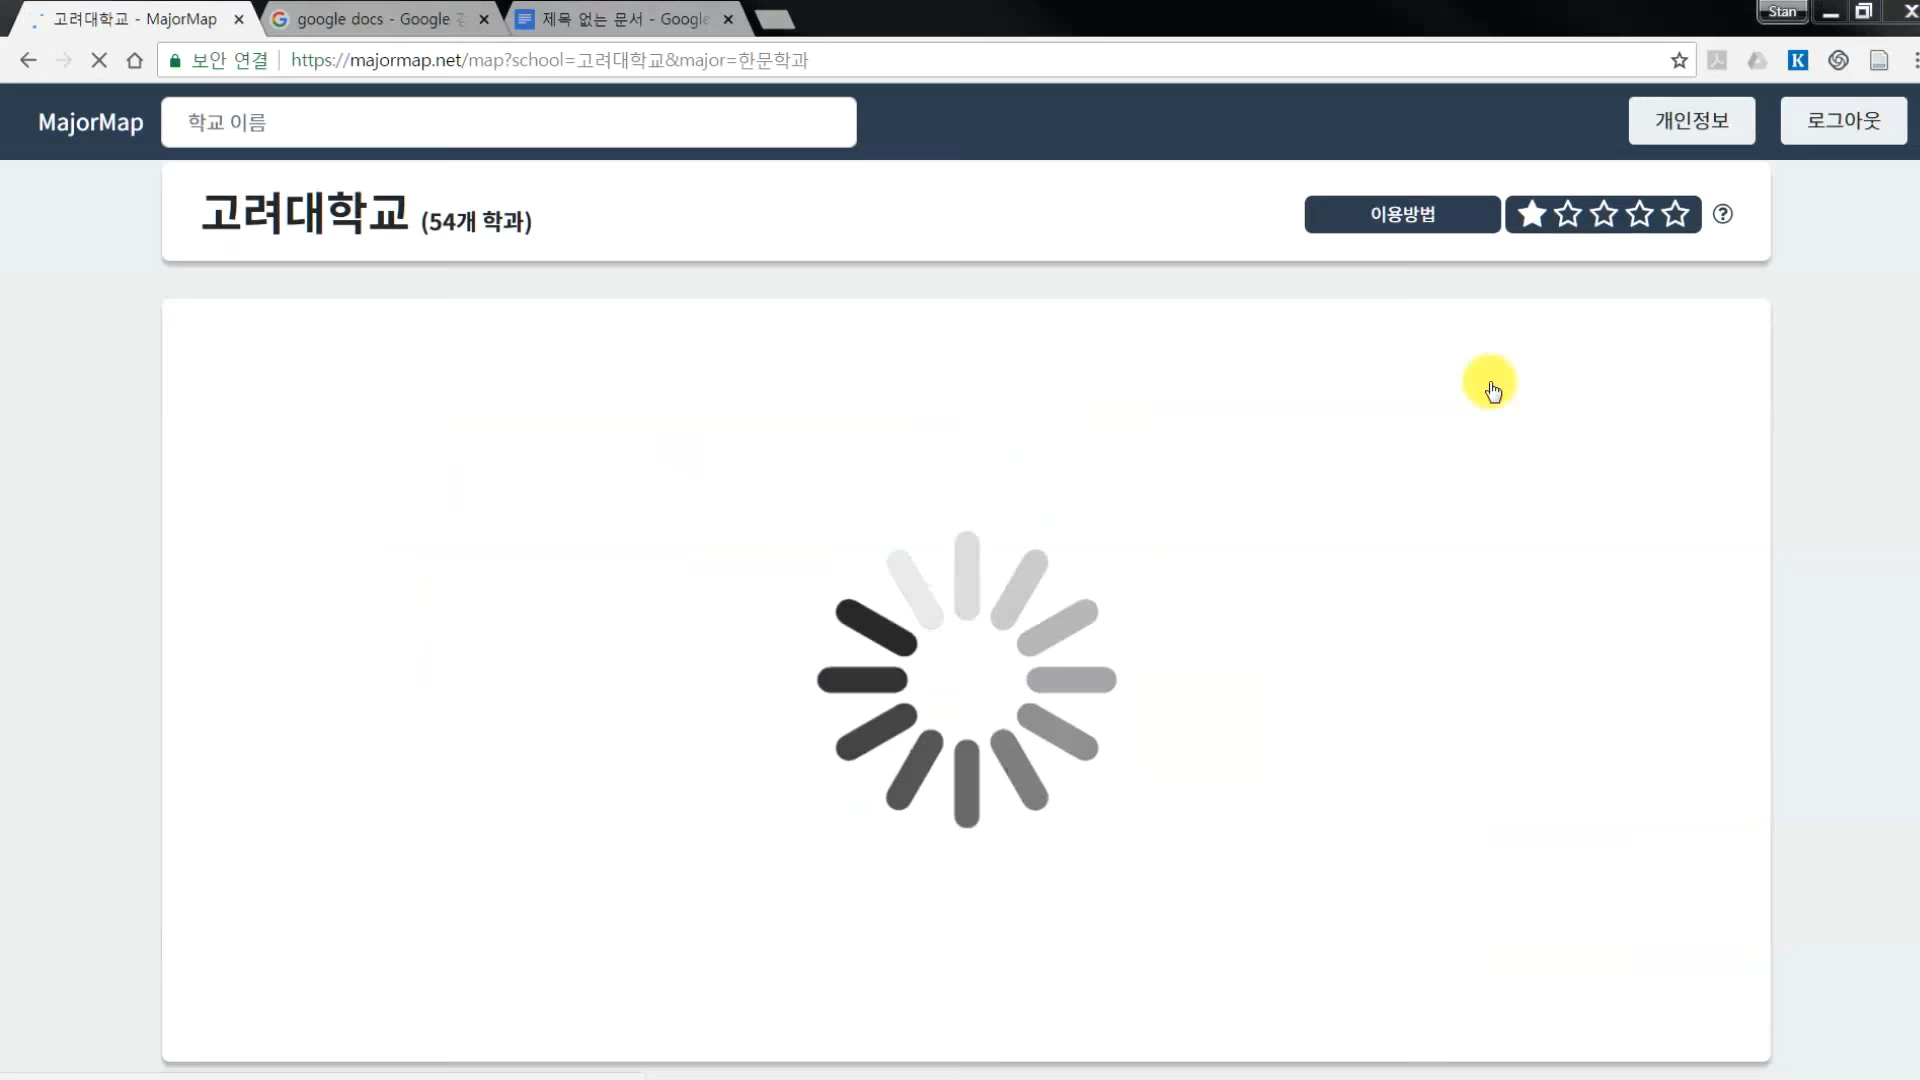 고려대학교 - MajorMap
google docs - Google
제목 없는 문서 - Google
Stan
보안 연결
https://majormap.net/map?school=고려대학교&major=한문학과
K
MajorMap
학교 이름
개인정보
로그아웃
고려대학교 (54개 학과)
이용방법
?